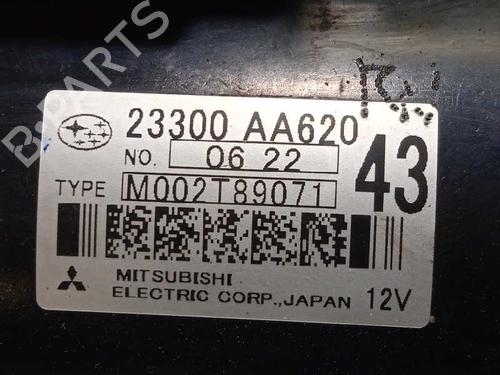 23300 AA620
NO. 06 22
43
TYPE M002T89071
MITSUBISHI
ELECTRIC CORP., JAPAN 12V
B-PARTS